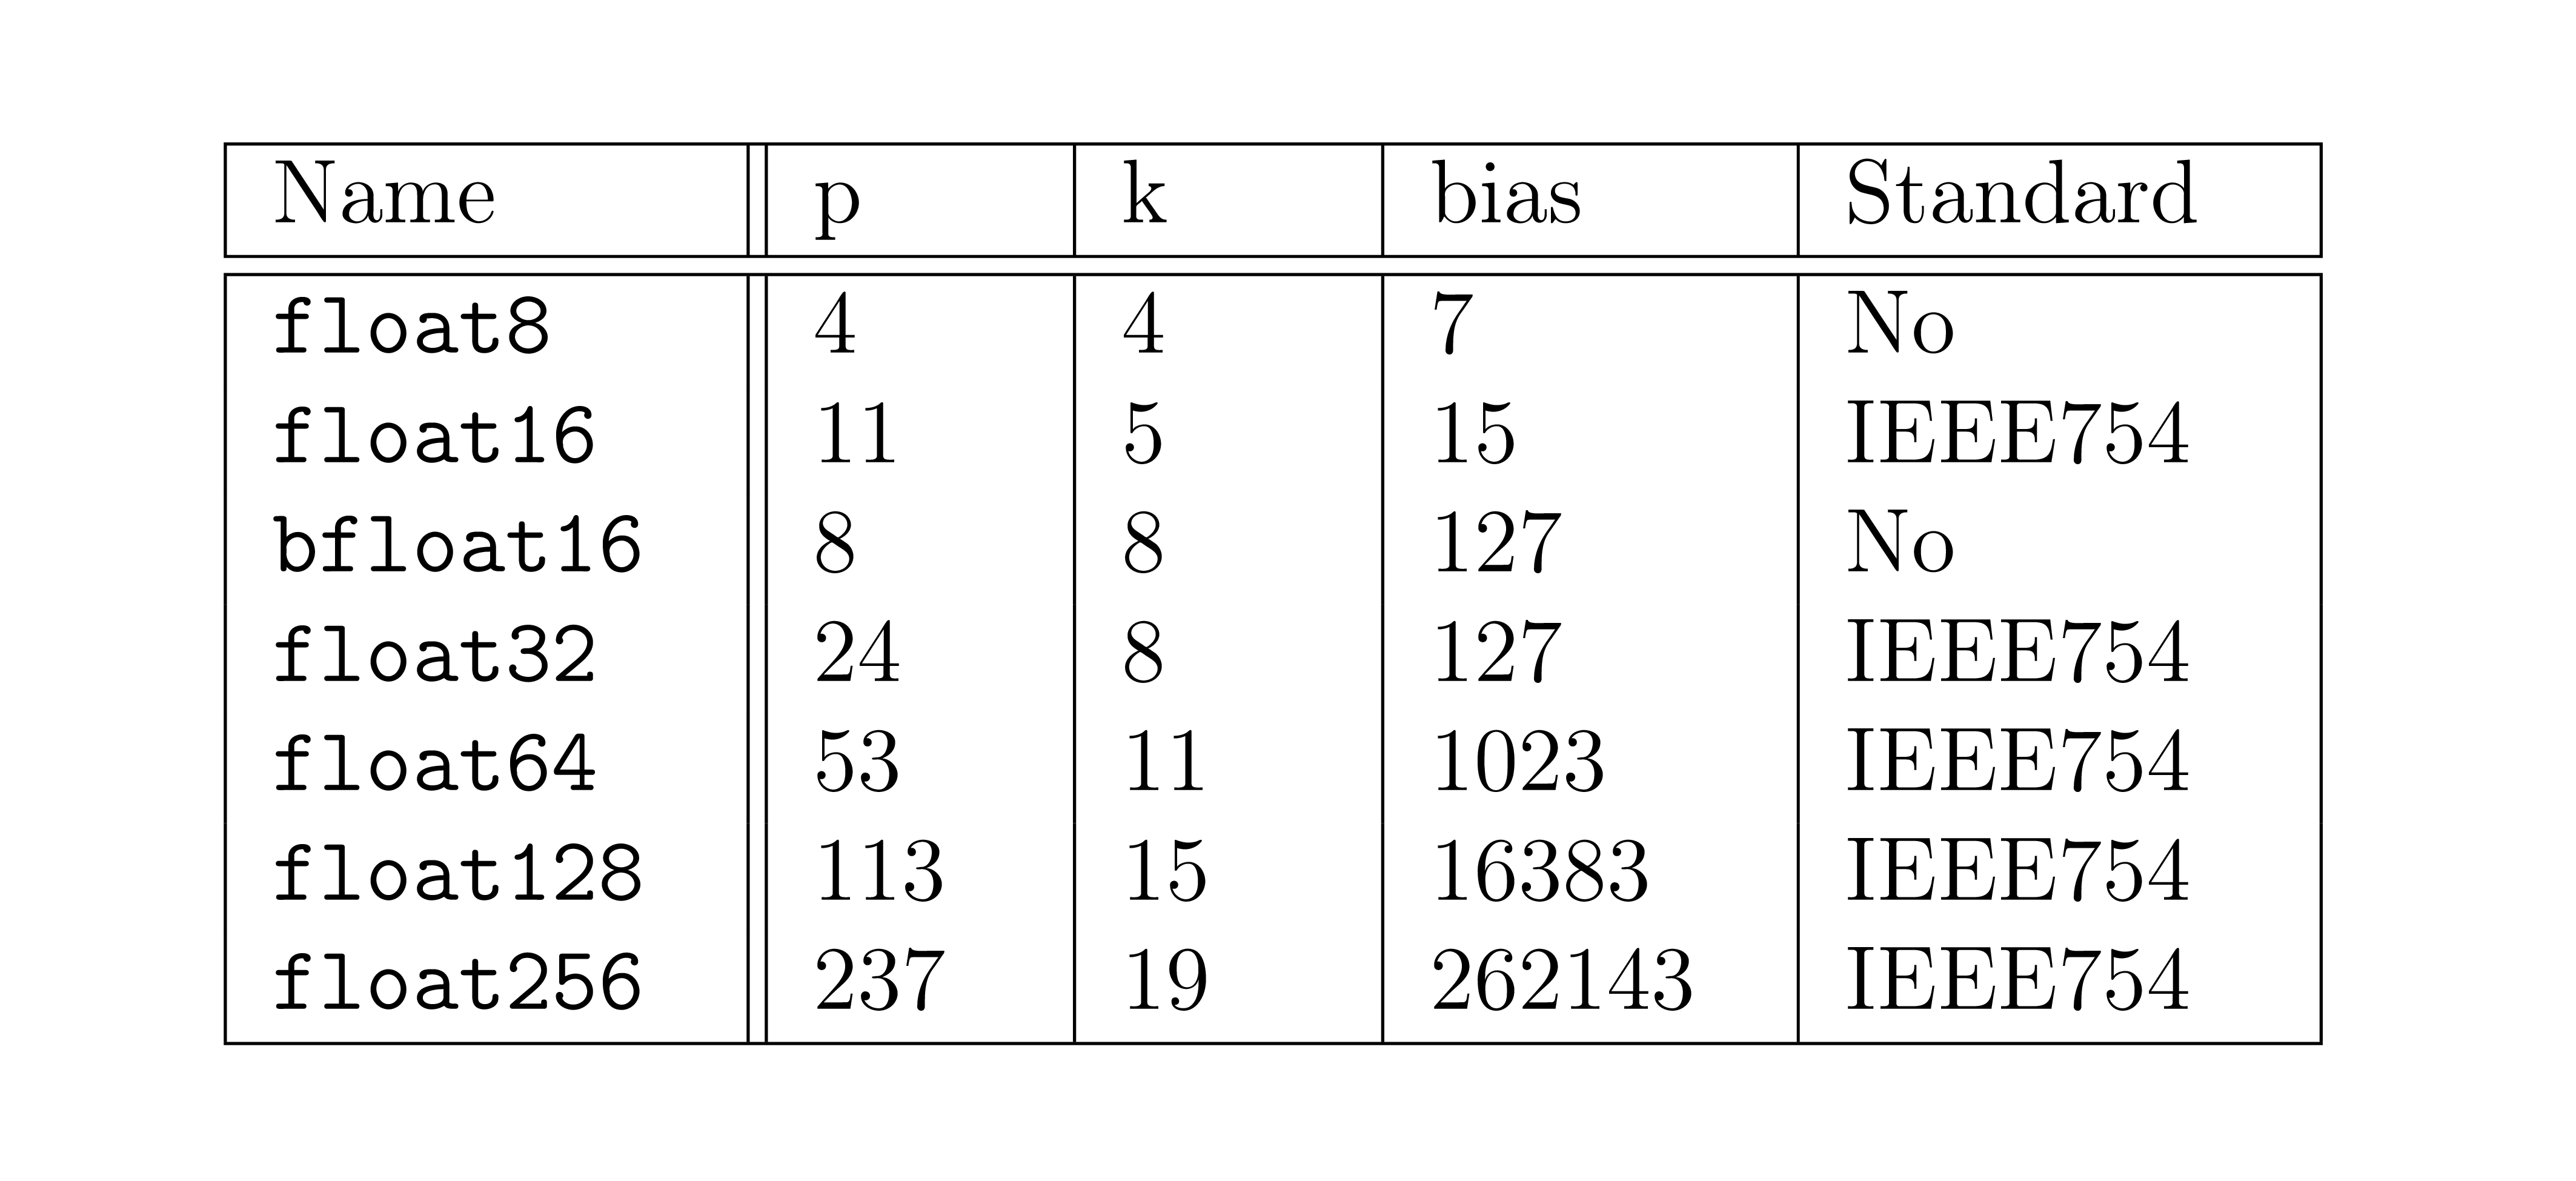 Name p k bias Standard
float8 4 4 7 No
float16 11 5 15 IEEE754
bfloat16 8 8 127 No
float32 24 8 127 IEEE754
float64 53 11 1023 IEEE754
float128 113 15 16383 IEEE754
float256 237 19 262143 IEEE754